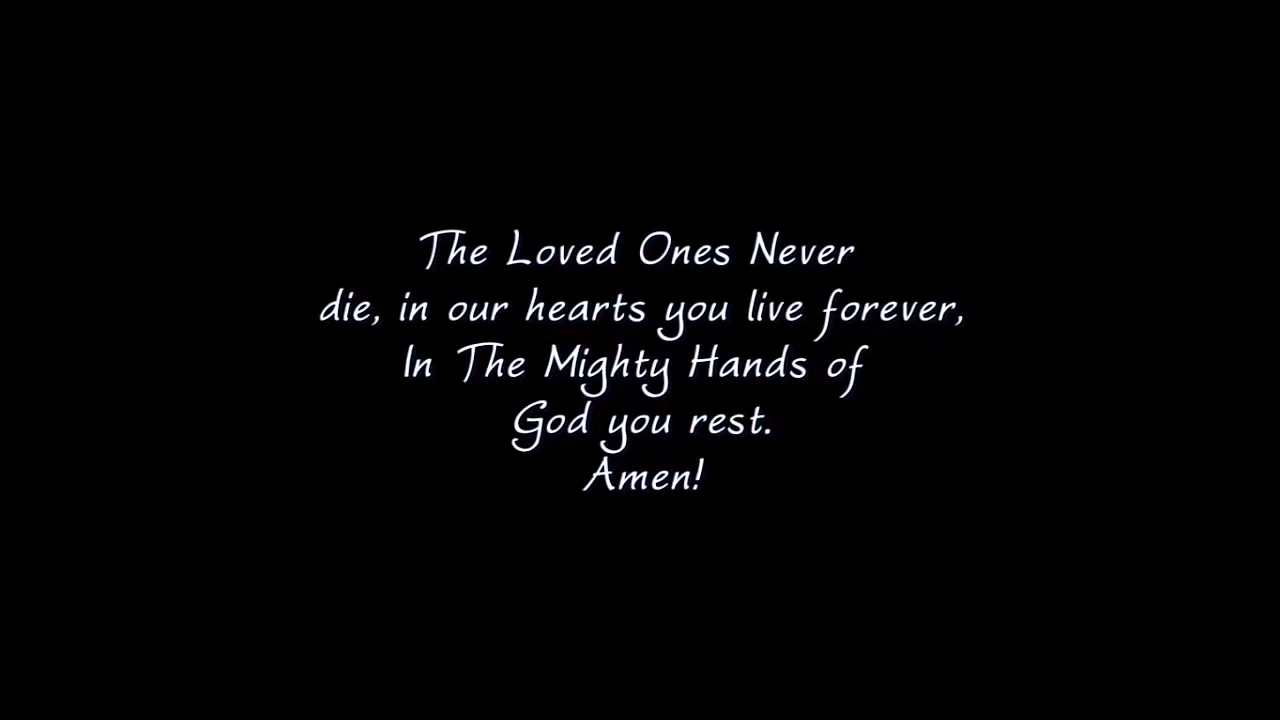 The Loved Ones Never
die, in our hearts you live forever,
In The Mighty Hands of
God you rest.
Amen!